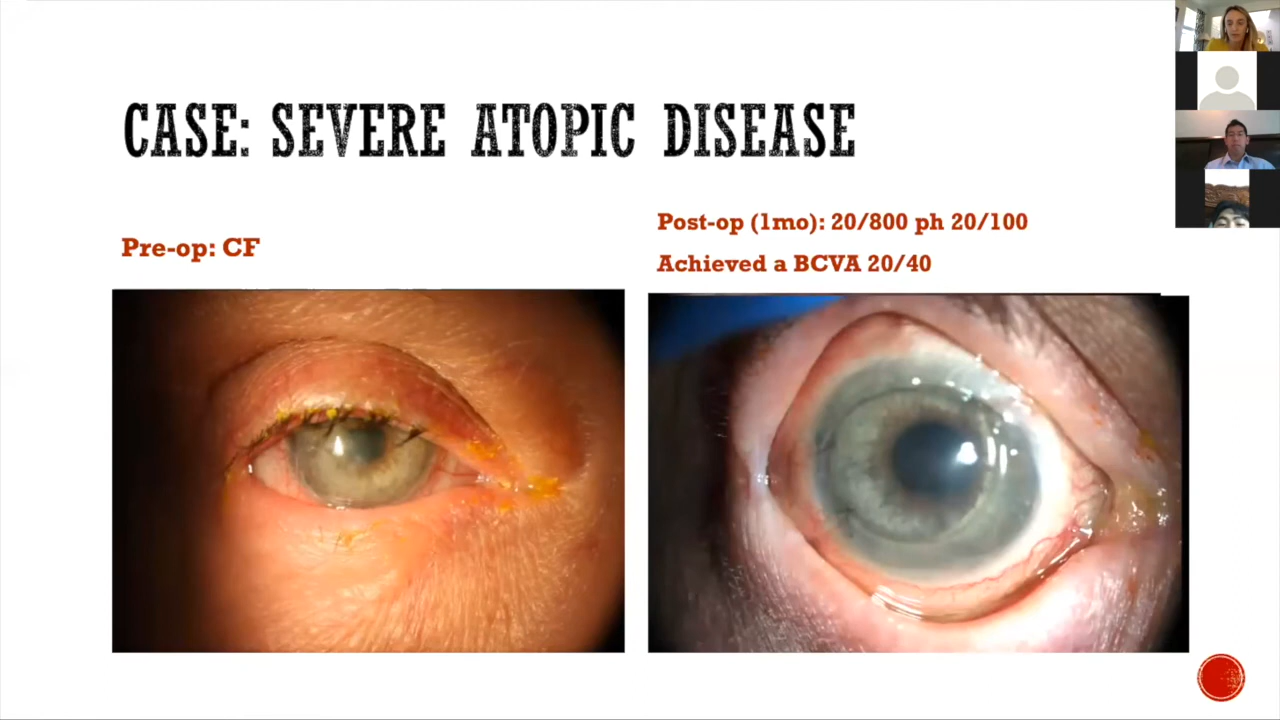 CASE: SEVERE ATOPIC DISEASE
Pre-op: CF
Post-op (1mo): 20/800 ph 20/100
Achieved a BCVA 20/40